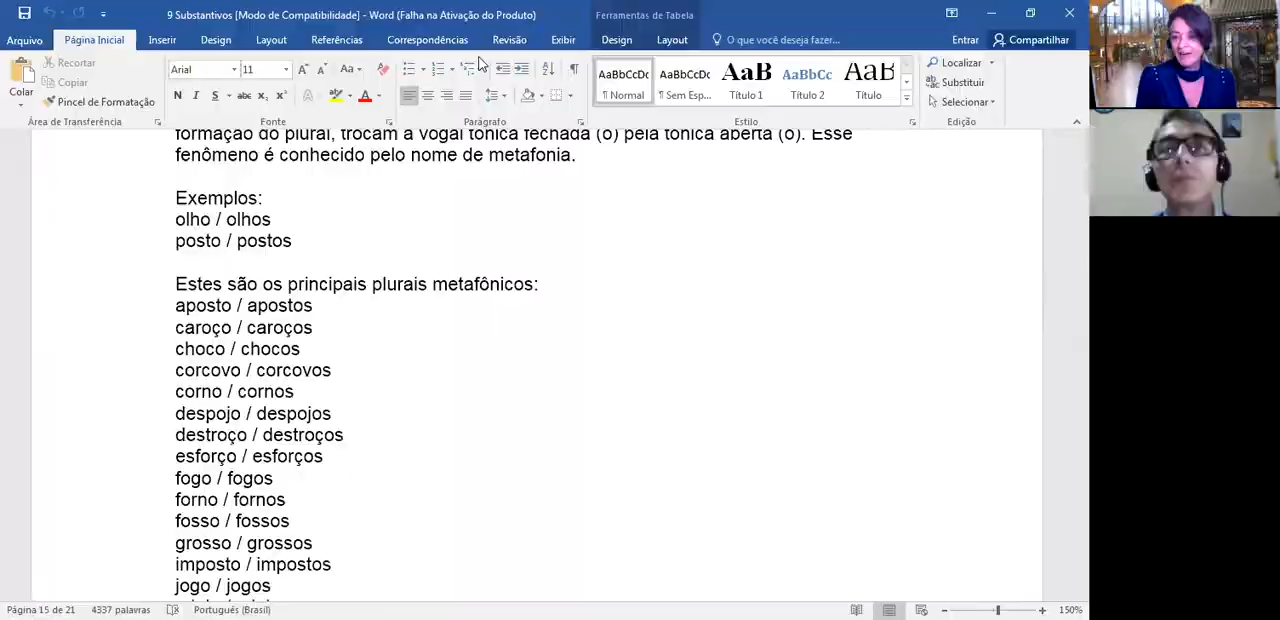 9 Substantivos [Modo de Compatibilidade] - Word (Falha na Ativação do Produto)
Ferramentas de Tabela
Arquivo Página Inicial Inserir Design Layout Referências Correspondências Revisão Exibir Design Layout O que você deseja fazer... Entrar Compartilhar
Colar
Recortar
Copiar
Pincel de Formatação
Área de Transferência
Arial 11
Aa
N I S abc x₂ x²
Fonte
Parágrafo
AaBbCcDc AaBbCcDc AaB AaBbCc AaB
¶ Normal ¶ Sem Esp... Título 1 Título 2 Título
Estilo
Localizar
Substituir
Selecionar
Edição
formação do plural, trocam a vogal tônica fechada (ô) pela tônica aberta (ó). Esse
fenômeno é conhecido pelo nome de metafonia.
Exemplos:
olho / olhos
posto / postos
Estes são os principais plurais metafônicos:
aposto / apostos
caroço / caroços
choco / chocos
corcovo / corcovos
corno / cornos
despojo / despojos
destroço / destroços
esforço / esforços
fogo / fogos
forno / fornos
fosso / fossos
grosso / grossos
imposto / impostos
jogo / jogos
Página 15 de 21 4337 palavras Português (Brasil) 150%